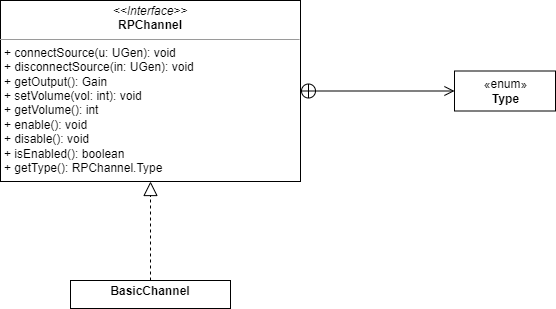 <<Interface>>
RPChannel
+ connectSource(u: UGen): void
+ disconnectSource(in: UGen): void
+ getOutput(): Gain
+ setVolume(vol: int): void
+ getVolume(): int
+ enable(): void
+ disable(): void
+ isEnabled(): boolean
+ getType(): RPChannel.Type
«enum»
Type
BasicChannel